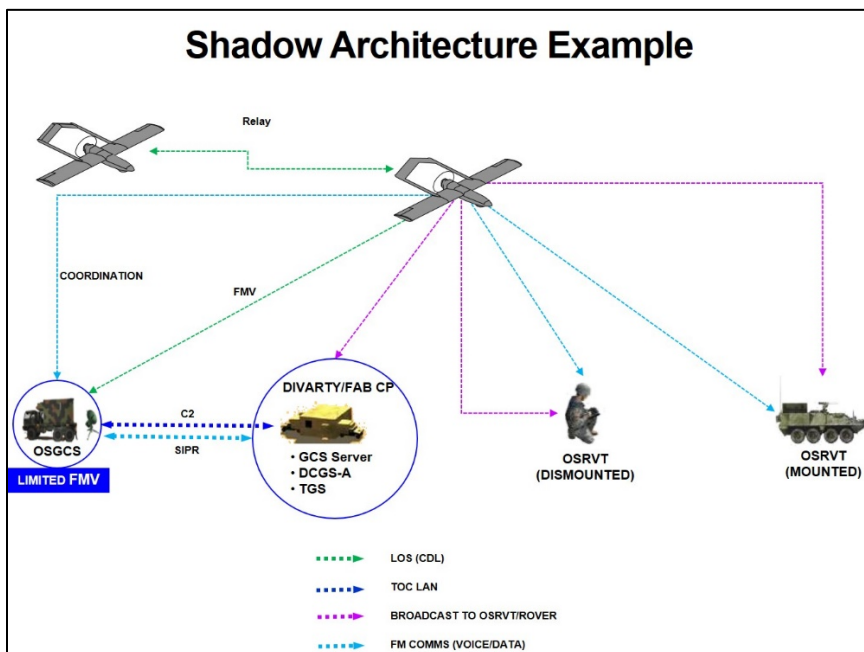 Shadow Architecture Example
Relay
COORDINATION
FMV
DIVARTY/FAB CP
C2
SIPR
OSGCS
LIMITED FMV
• GCS Server
• DCGS-A
• TGS
OSRVT
(DISMOUNTED)
OSRVT
(MOUNTED)
LOS (CDL)
TOC LAN
BROADCAST TO OSRVT/ROVER
FM COMMS (VOICE/DATA)